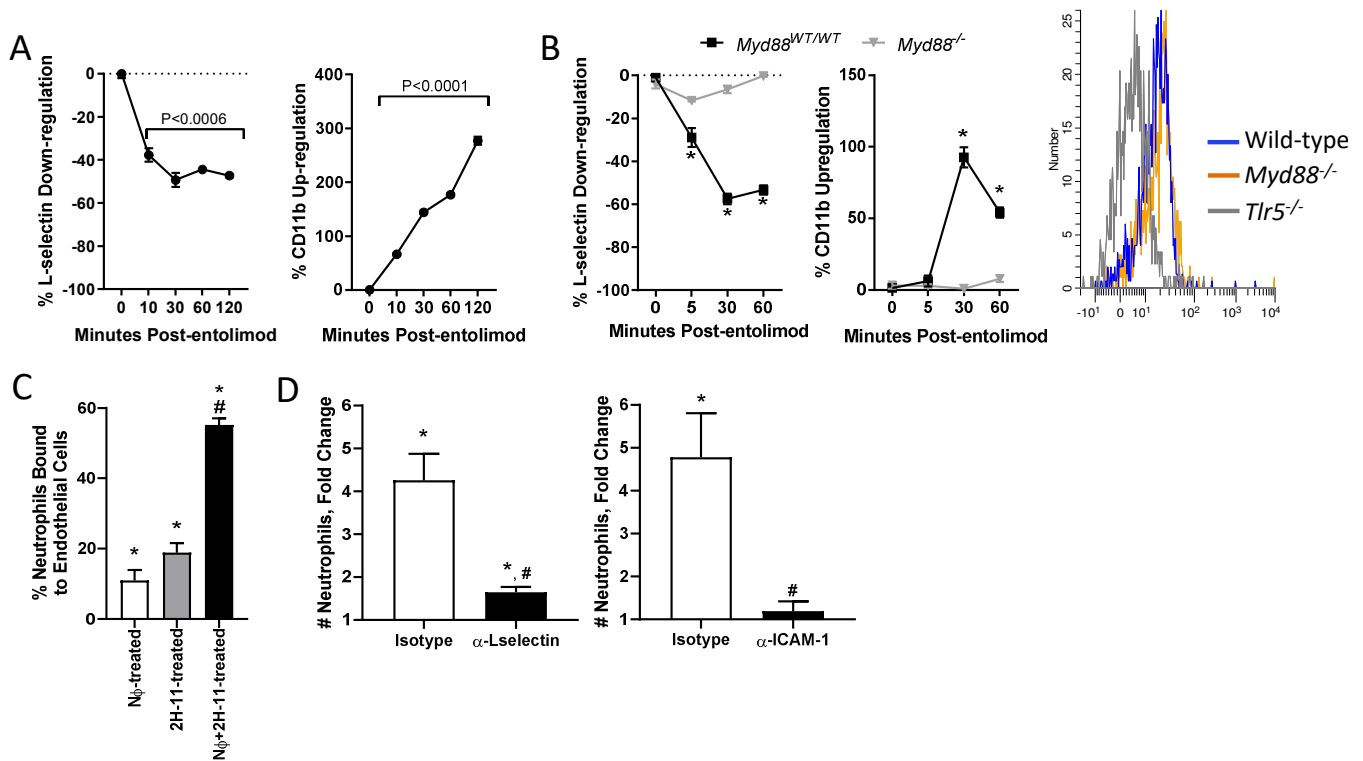 A
% L-selectin Down-regulation
0
-20
-40
-60
-80
-100
P<0.0006
0 10 30 60 120
Minutes Post-entolimod
% CD11b Up-regulation
400
300
200
100
0
P<0.0001
0 10 30 60 120
Minutes Post-entolimod
B
Myd88WT/WT
Myd88-/-
% L-selectin Down-regulation
0
-20
-40
-60
-80
-100
*
*
*
0 5 30 60
Minutes Post-entolimod
% CD11b Upregulation
150
100
50
0
*
*
0 5 30 60
Minutes Post-entolimod
Number
25
20
15
10
5
0
-10¹ 0 10¹ 10² 10³ 10⁴
Wild-type
Myd88-/-
Tlr5-/-
C
% Neutrophils Bound
to Endothelial Cells
60
40
20
0
*
*
*
#
Nϕ-treated
2H-11-treated
Nϕ+2H-11-treated
D
# Neutrophils, Fold Change
6
5
4
3
2
1
*
*, #
Isotype α-Lselectin
# Neutrophils, Fold Change
6
5
4
3
2
1
*
#
Isotype α-ICAM-1